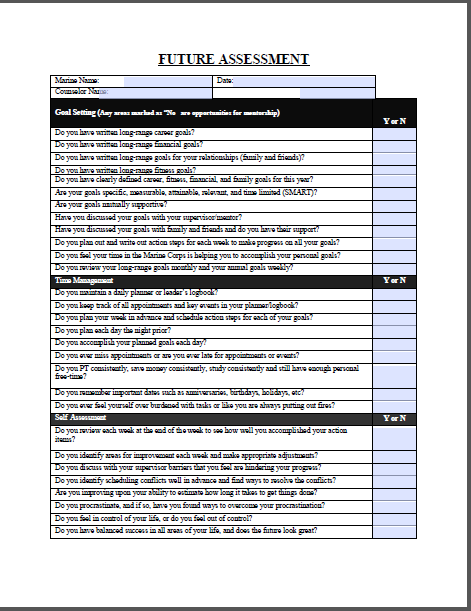 FUTURE ASSESSMENT
Marine Name: Date:
Counselor Name:
Goal Setting (Any areas marked as "No are opportunities for mentorship) Y or N
Do you have written long-range career goals?
Do you have written long-range financial goals?
Do you have written long-range goals for your relationships (family and friends)?
Do you have written long-range fitness goals?
Do you have clearly defined career, fitness, financial, and family goals for this year?
Are your goals specific, measurable, attainable, relevant, and time limited (SMART)?
Are your goals mutually supportive?
Have you discussed your goals with your supervisor/mentor?
Have you discussed your goals with family and friends and do you have their support?
Do you plan out and write out action steps for each week to make progress on all your goals?
Do you feel your time in the Marine Corps is helping you to accomplish your personal goals?
Do you review your long-range goals monthly and your annual goals weekly?
Time Management Y or N
Do you maintain a daily planner or leader's logbook?
Do you keep track of all appointments and key events in your planner/logbook?
Do you plan your week in advance and schedule action steps for each of your goals?
Do you plan each day the night prior?
Do you accomplish your planned goals each day?
Do you ever miss appointments or are you ever late for appointments or events?
Do you PT consistently, save money consistently, study consistently and still have enough personal
free-time?
Do you remember important dates such as anniversaries, birthdays, holidays, etc?
Do you ever feel yourself over burdened with tasks or like you are always putting out fires?
Self Assessment Y or N
Do you review each week at the end of the week to see how well you accomplished your action
items?
Do you identify areas for improvement each week and make appropriate adjustments?
Do you discuss with your supervisor barriers that you feel are hindering your progress?
Do you identify scheduling conflicts well in advance and find ways to resolve the conflicts?
Are you improving upon your ability to estimate how long it takes to get things done?
Do you procrastinate, and if so, have you found ways to overcome your procrastination?
Do you feel in control of your life, or do you feel out of control?
Do you have balanced success in all areas of your life, and does the future look great?